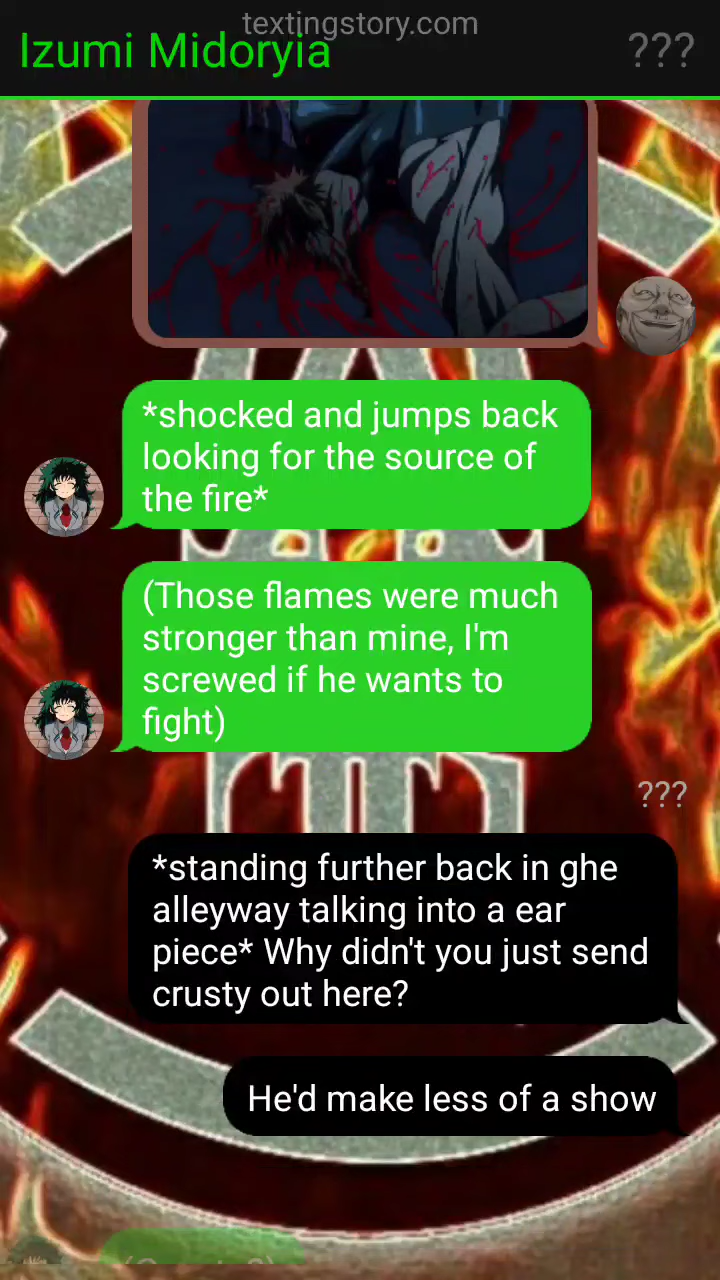 textingstory.com
Izumi Midoryia
???
*shocked and jumps back
looking for the source of
the fire*
(Those flames were much
stronger than mine, I'm
screwed if he wants to
fight)
???
*standing further back in ghe
alleyway talking into a ear
piece* Why didn't you just send
crusty out here?
He'd make less of a show